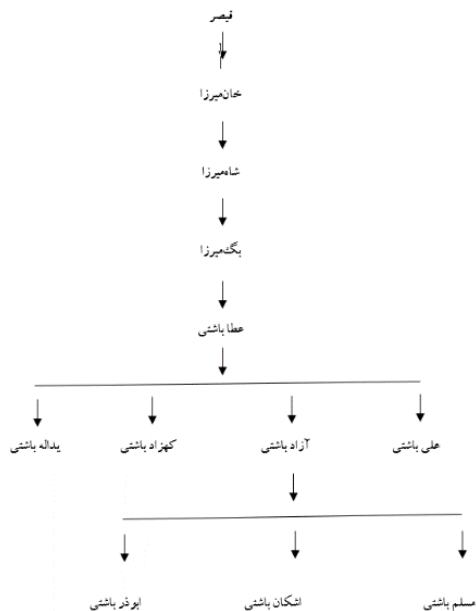 قیصر
خان‌میرزا
شاه‌میرزا
بگ‌میرزا
عطا باشتی
علی باشتی آزاد باشتی کهزاد باشتی یداله باشتی
مسلم باشتی اشکان باشتی ابوذر باشتی